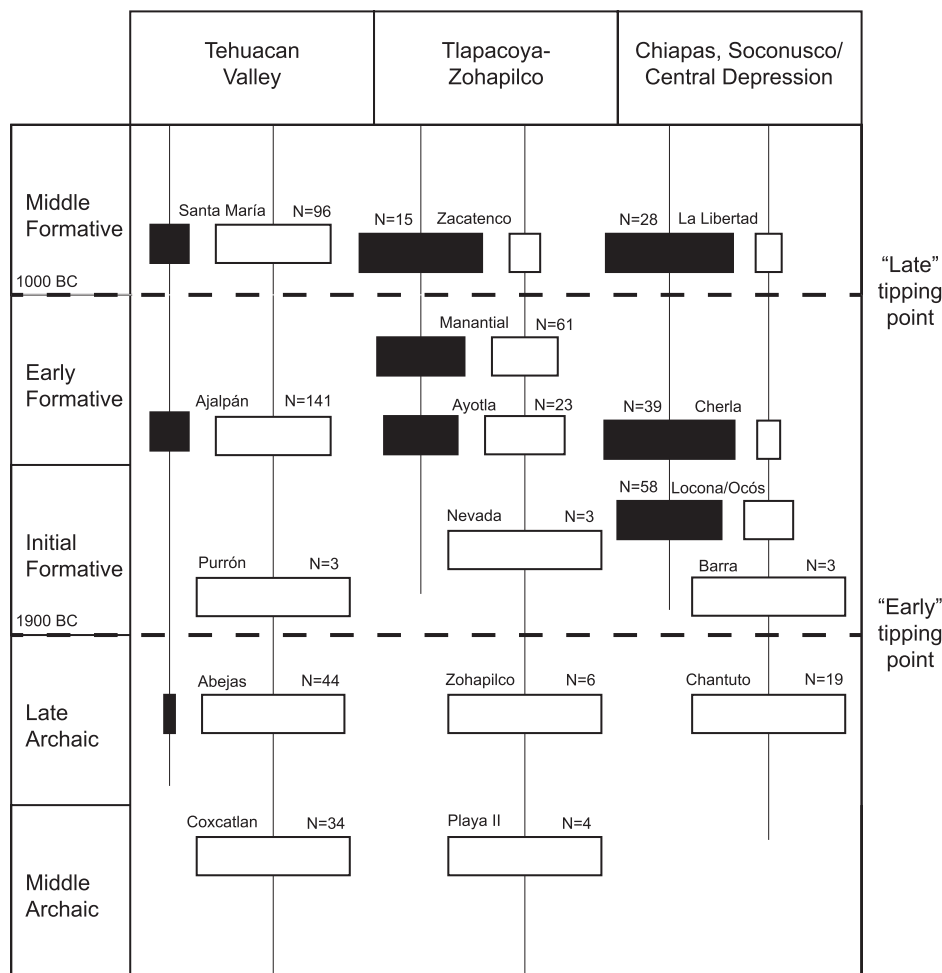 Tehuacan
Valley
Tlapacoya-
Zohapilco
Chiapas, Soconusco/
Central Depression
Middle
Formative
Santa María N=96
N=15 Zacatenco
N=28 La Libertad
1000 BC
“Late”
tipping
point
Early
Formative
Manantial N=61
Ajalpán N=141
Ayotla N=23
N=39 Cherla
N=58 Locona/Ocós
Initial
Formative
Nevada N=3
Purrón N=3
Barra N=3
1900 BC
“Early”
tipping
point
Late
Archaic
Abejas N=44
Zohapilco N=6
Chantuto N=19
Middle
Archaic
Coxcatlan N=34
Playa II N=4